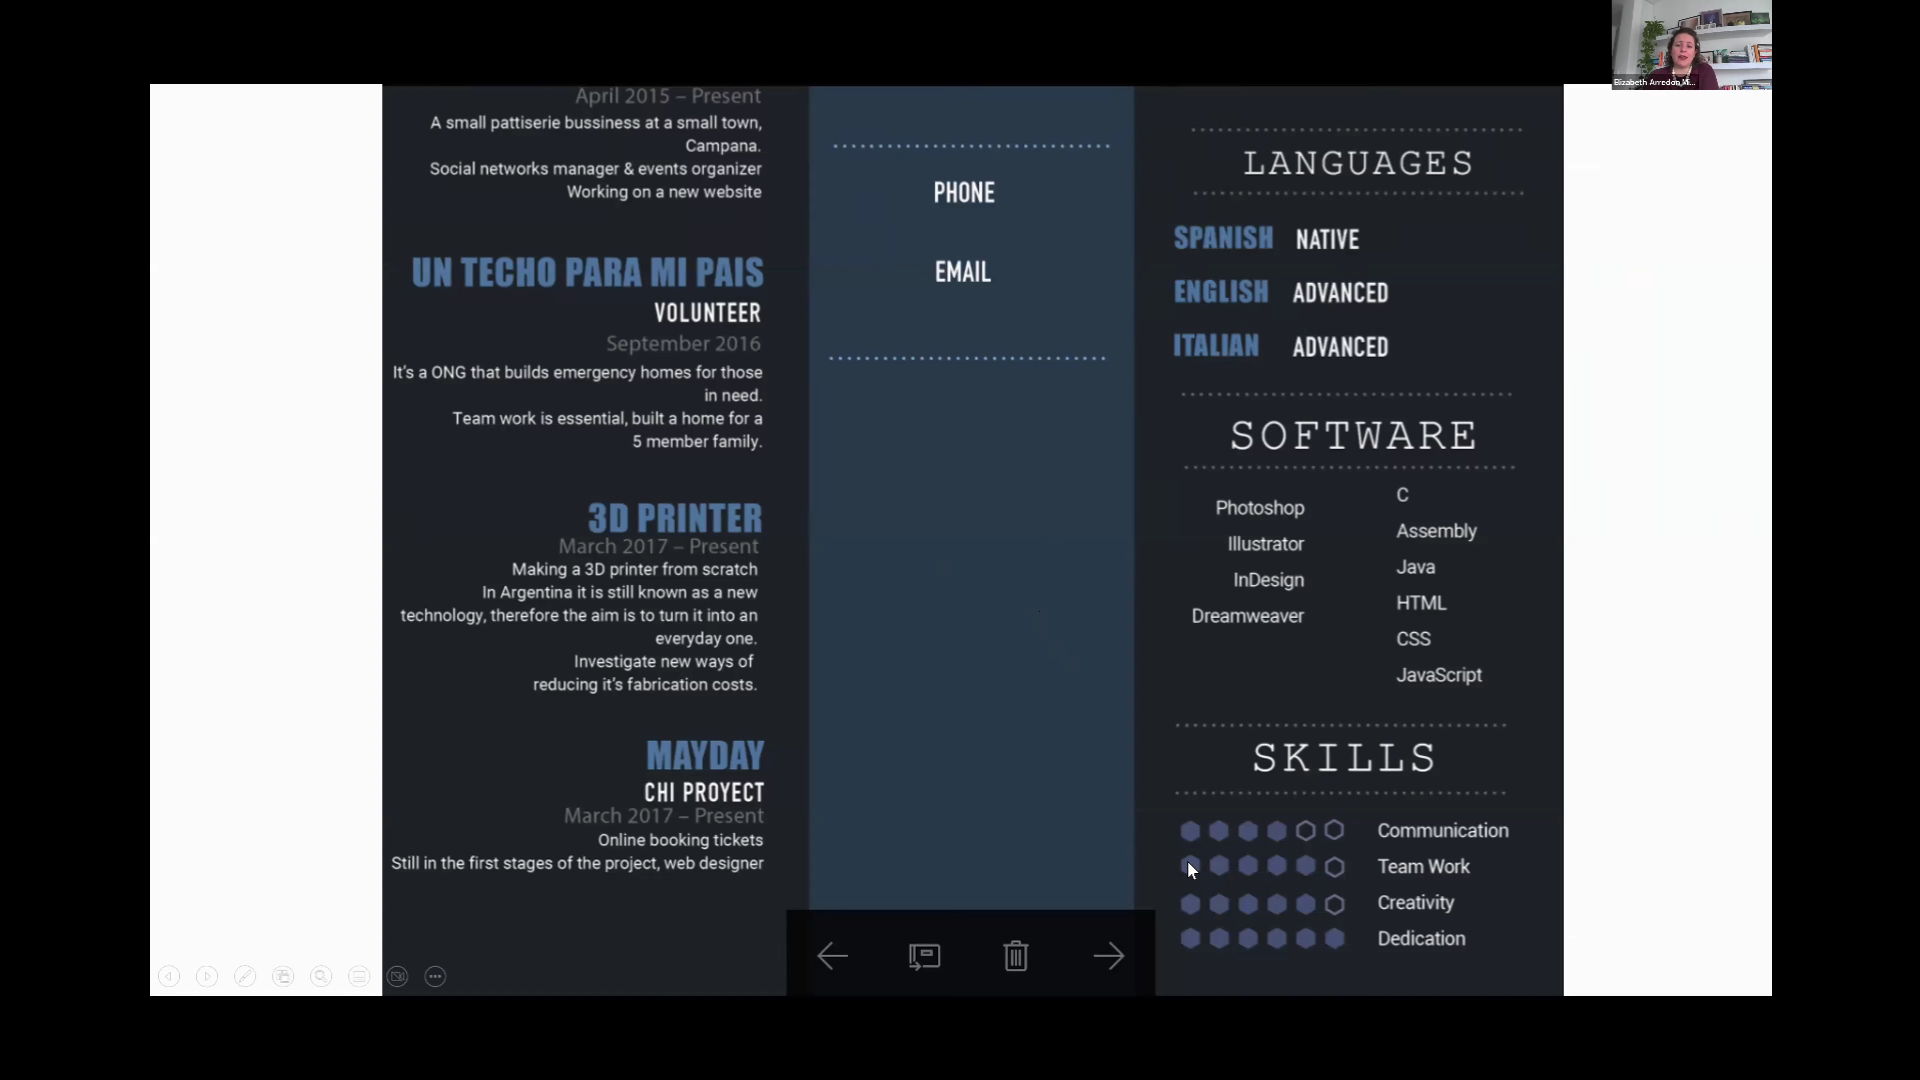 Elizabeth Arredon Mi...
April 2015 – Present
A small pattiserie bussiness at a small town,
Campana.
Social networks manager & events organizer
Working on a new website
UN TECHO PARA MI PAIS
VOLUNTEER
September 2016
It's a ONG that builds emergency homes for those
in need.
Team work is essential, built a home for a
5 member family.
3D PRINTER
March 2017 – Present
Making a 3D printer from scratch
In Argentina it is still known as a new
technology, therefore the aim is to turn it into an
everyday one.
Investigate new ways of
reducing it's fabrication costs.
MAYDAY
CHI PROYECT
March 2017 – Present
Online booking tickets
Still in the first stages of the project, web designer
PHONE
EMAIL
LANGUAGES
SPANISH NATIVE
ENGLISH ADVANCED
ITALIAN ADVANCED
SOFTWARE
Photoshop
Illustrator
InDesign
Dreamweaver
C
Assembly
Java
HTML
CSS
JavaScript
SKILLS
Communication
Team Work
Creativity
Dedication